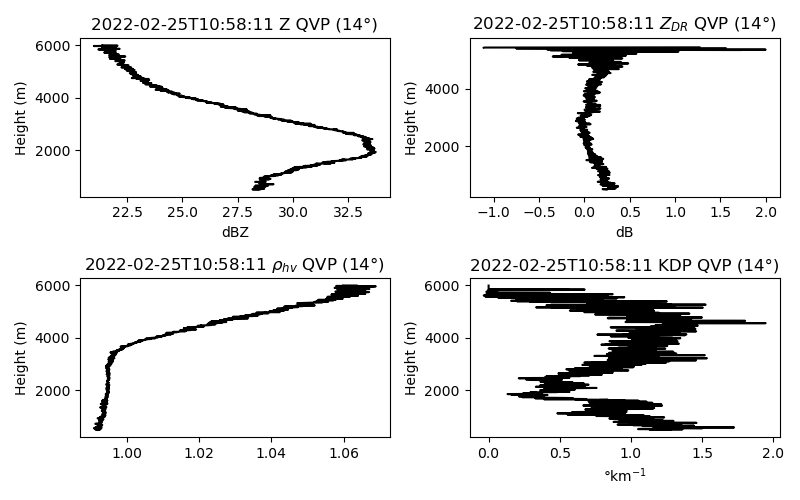 2022-02-25T10:58:11 Z QVP (14°)
Height (m)
6000
4000
2000
22.5 25.0 27.5 30.0 32.5
dBZ
2022-02-25T10:58:11 Z_DR QVP (14°)
Height (m)
4000
2000
−1.0 −0.5 0.0 0.5 1.0 1.5 2.0
dB
2022-02-25T10:58:11 ρ_hv QVP (14°)
Height (m)
6000
4000
2000
1.00 1.02 1.04 1.06
2022-02-25T10:58:11 KDP QVP (14°)
Height (m)
6000
4000
2000
0.0 0.5 1.0 1.5 2.0
°km⁻¹